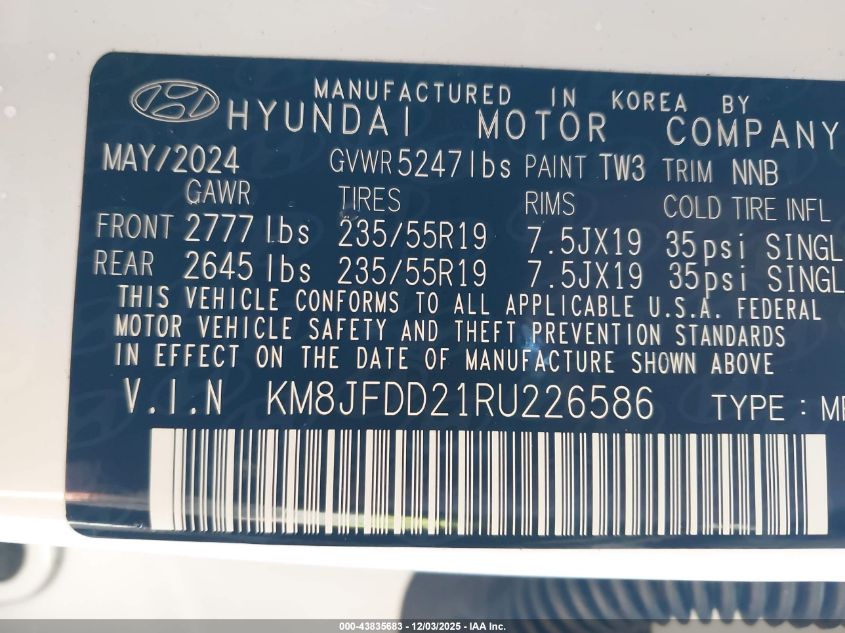 MANUFACTURED IN KOREA BY
HYUNDAI MOTOR COMPANY
MAY/2024 GVWR 5247lbs PAINT TW3 TRIM NNB
GAWR TIRES RIMS COLD TIRE INFL
FRONT 2777 lbs 235/55R19 7.5JX19 35psi SINGL
REAR 2645 lbs 235/55R19 7.5JX19 35psi SINGL
THIS VEHICLE CONFORMS TO ALL APPLICABLE U.S.A. FEDERAL
MOTOR VEHICLE SAFETY AND THEFT PREVENTION STANDARDS
IN EFFECT ON THE DATE OF MANUFACTURE SHOWN ABOVE
V.I.N KM8JFDD21RU226586 TYPE : MP
000-43835683 - 12/03/2025 - IAA Inc.